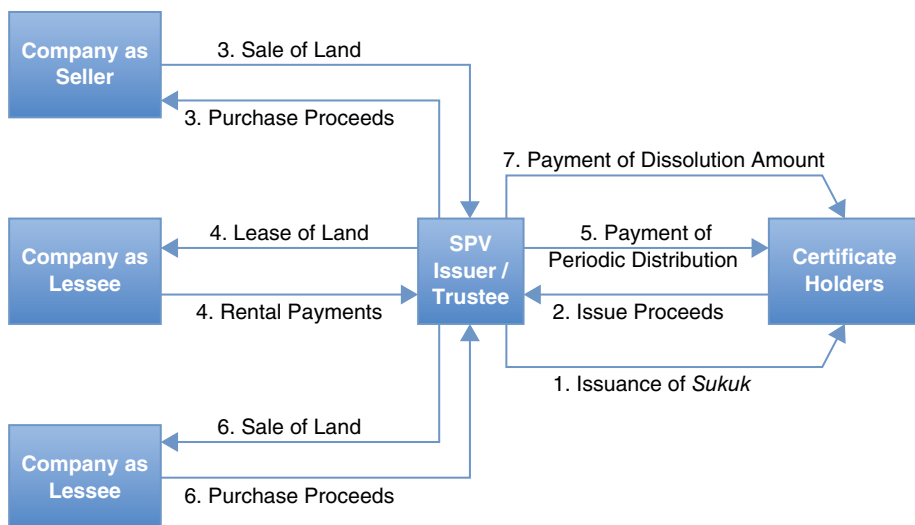 Company as
Seller
3. Sale of Land
3. Purchase Proceeds
7. Payment of Dissolution Amount
Company as
Lessee
4. Lease of Land
4. Rental Payments
SPV
Issuer /
Trustee
5. Payment of
Periodic Distribution
2. Issue Proceeds
Certificate
Holders
1. Issuance of Sukuk
Company as
Lessee
6. Sale of Land
6. Purchase Proceeds